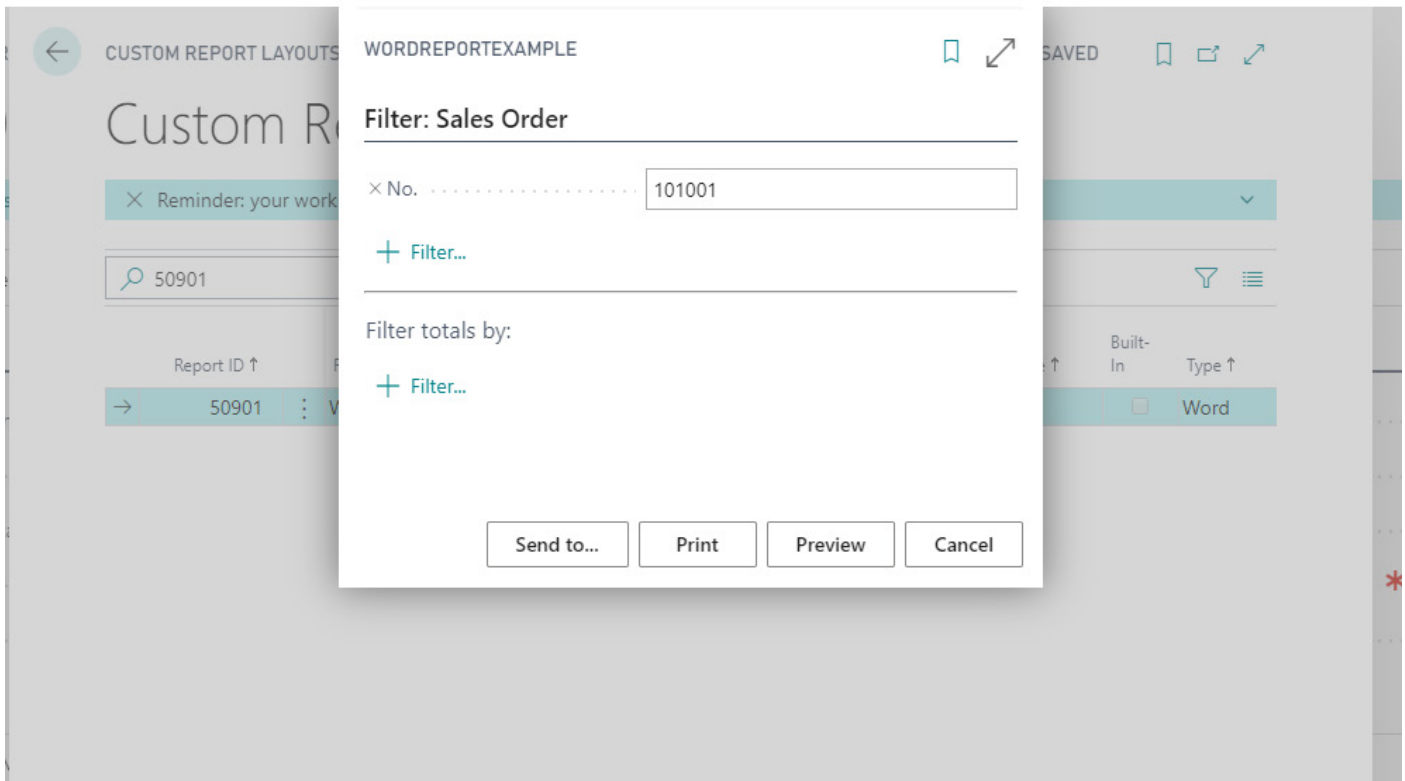 CUSTOM REPORT LAYOUTS
WORDREPORTEXAMPLE
SAVED
Custom
Filter: Sales Order
No.
101001
Reminder: your work
Filter...
50901
Filter totals by:
Report ID
Built-
In
Type
Filter...
50901
Word
Send to...
Print
Preview
Cancel